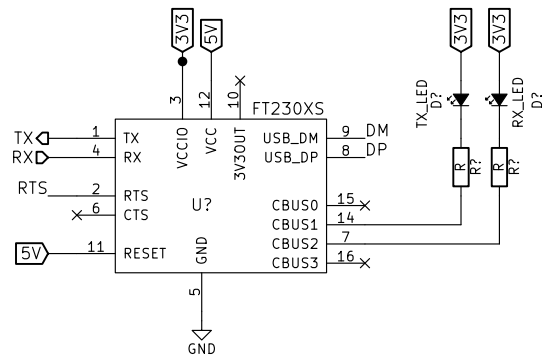 3V3
5V
3V3
3V3
3
12
10
FT230XS
TX_LED
D?
RX_LED
D?
TX
1
TX
VCCIO
VCC
3V3OUT
USB_DM
9
DM
RX
4
RX
USB_DP
8
DP
R
R?
R
R?
RTS
2
RTS
U?
CBUS0
15
6
CTS
CBUS1
14
CBUS2
7
5V
11
RESET
GND
CBUS3
16
5
GND